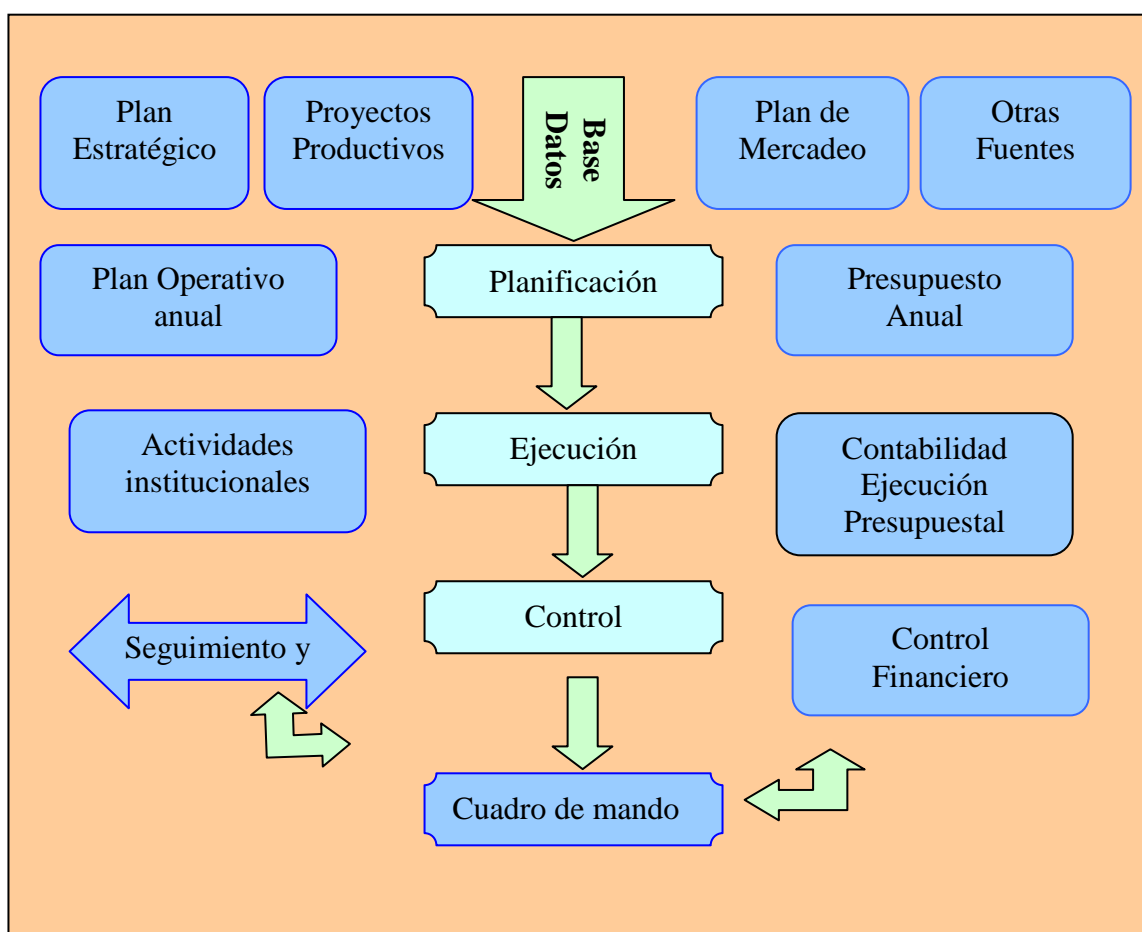 Plan
Estratégico
Proyectos
Productivos
Base
Datos
Plan de
Mercadeo
Otras
Fuentes
Plan Operativo
anual
Planificación
Presupuesto
Anual
Actividades
institucionales
Ejecución
Contabilidad
Ejecución
Presupuestal
Seguimiento y
Control
Control
Financiero
Cuadro de mando